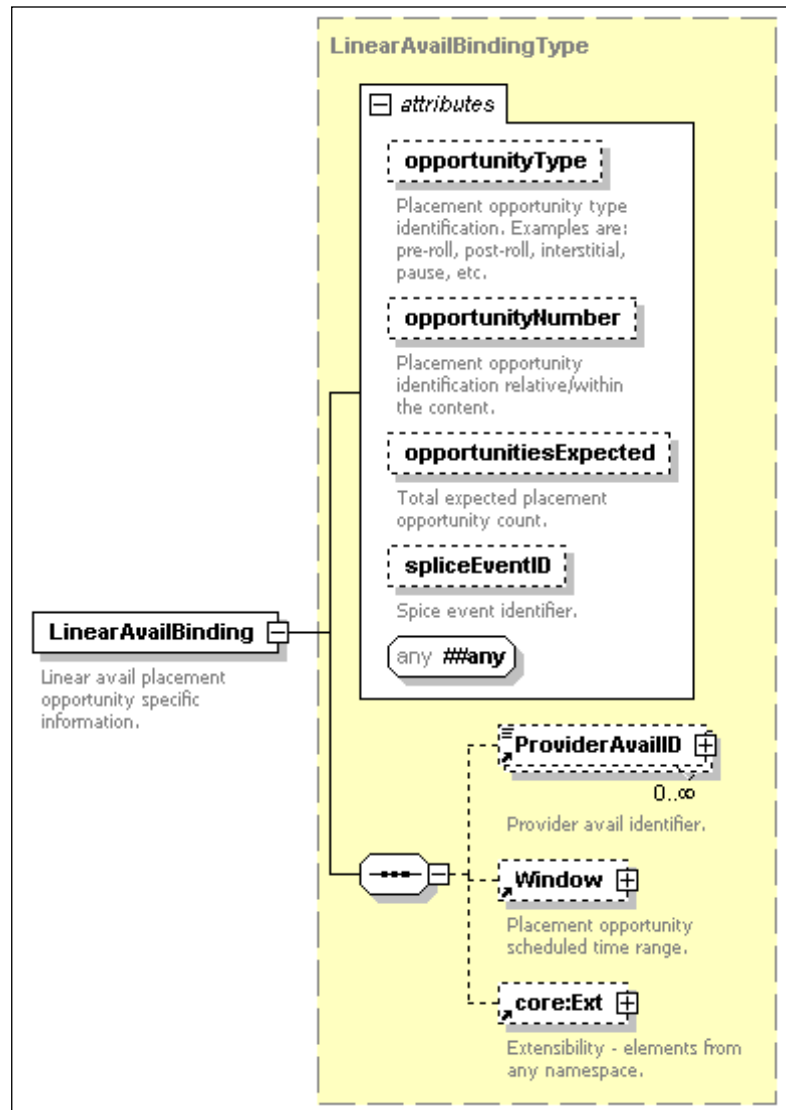 LinearAvailBindingType
attributes
opportunityType
Placement opportunity type
identification. Examples are:
pre-roll, post-roll, interstitial,
pause, etc.
opportunityNumber
Placement opportunity
identification relative/within
the content.
opportunitiesExpected
Total expected placement
opportunity count.
spliceEventID
Spice event identifier.
any ##any
LinearAvailBinding
Linear avail placement
opportunity specific
information.
ProviderAvailID
0..∞
Provider avail identifier.
Window
Placement opportunity
scheduled time range.
core:Ext
Extensibility - elements from
any namespace.